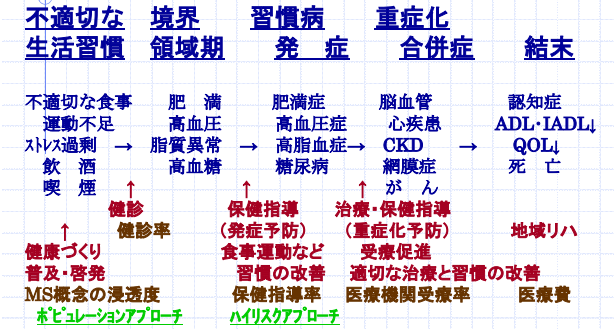 不適切な 境界 習慣病 重症化
生活習慣 領域期 発 症 合併症 結末
不適切な食事 肥 満 肥満症 脳血管 認知症
運動不足 高血圧 高血圧症 心疾患 ADL・IADL↓
ストレス過剰 → 脂質異常 → 高脂血症→ CKD → QOL↓
飲 酒 高血糖 糖尿病 網膜症 死 亡
喫 煙 ↑ ↑ ↑ がん
健診 保健指導 治療・保健指導
↑ 健診率 (発症予防) (重症化予防) 地域リハ
健康づくり 食事運動など 受療促進
普及・啓発 習慣の改善 適切な治療と習慣の改善
MS概念の浸透度 保健指導率 医療機関受療率 医療費
ポピュレーションアプローチ ハイリスクアプローチ